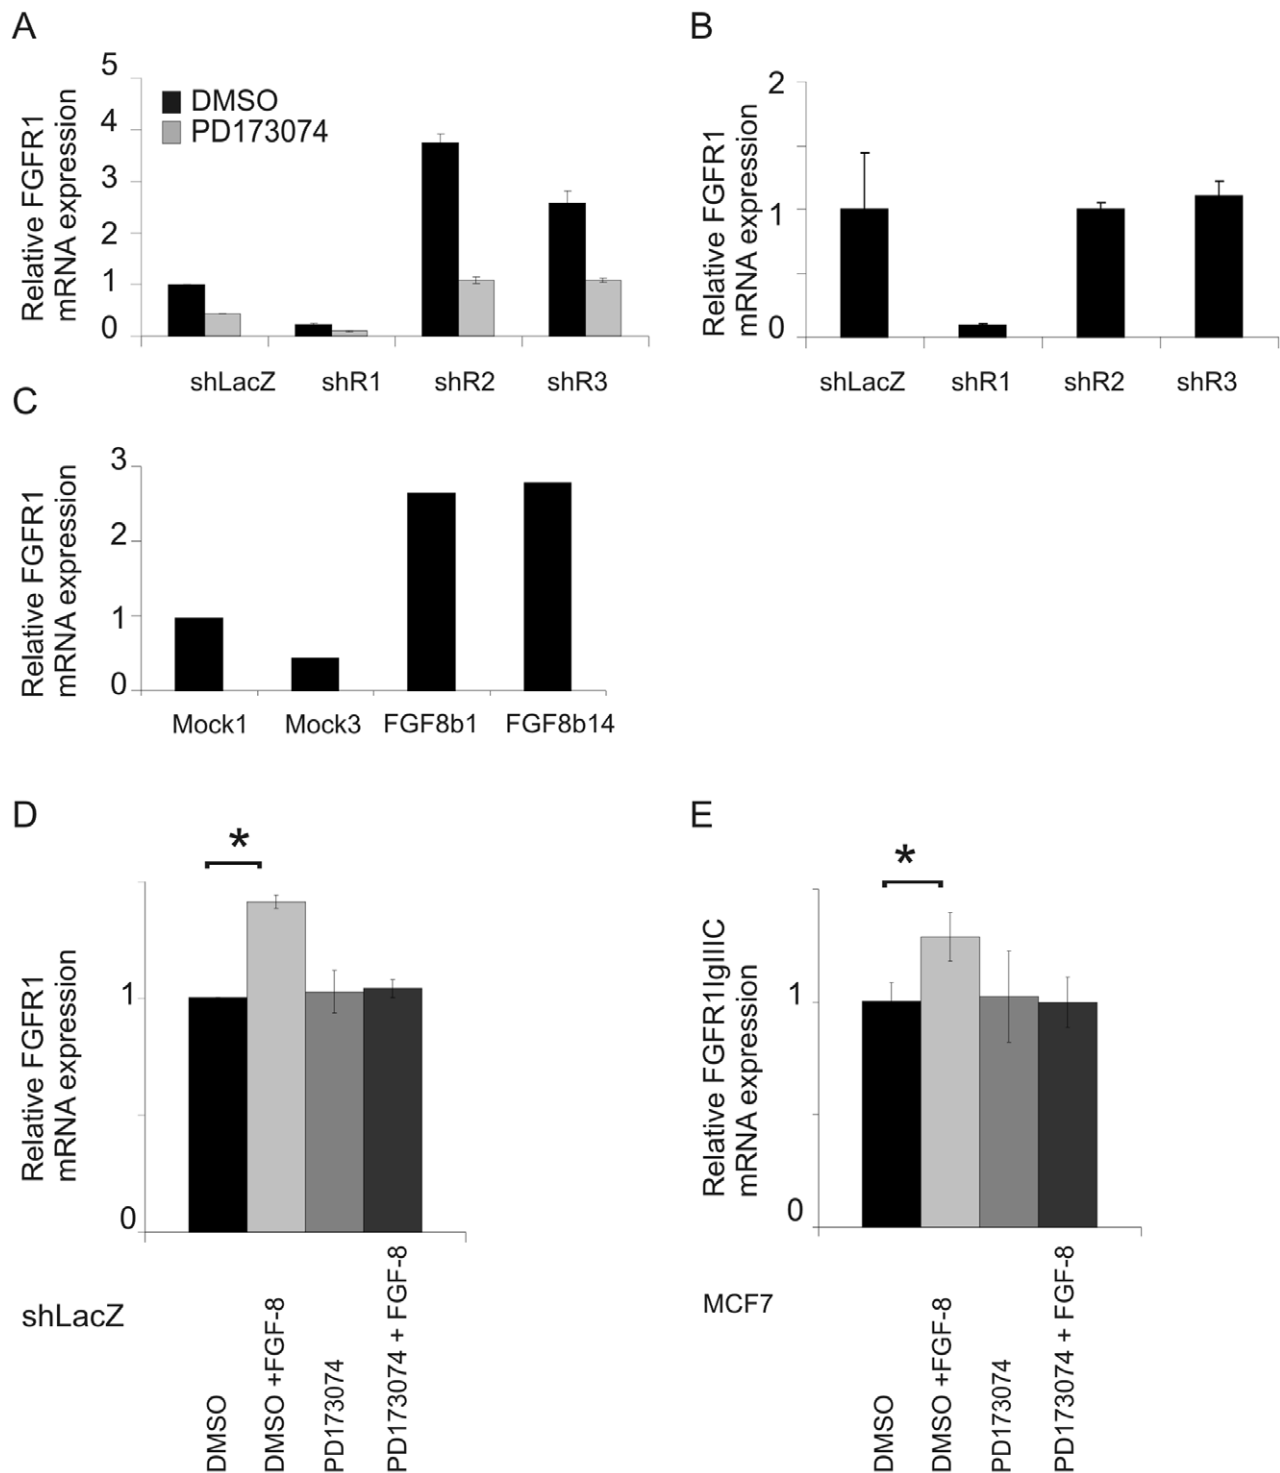 A
Relative FGFR1
mRNA expression
5
4
3
2
1
0
DMSO
PD173074
shLacZ shR1 shR2 shR3
B
Relative FGFR1
mRNA expression
2
1
0
shLacZ shR1 shR2 shR3
C
Relative FGFR1
mRNA expression
3
2
1
0
Mock1 Mock3 FGF8b1 FGF8b14
D
*
Relative FGFR1
mRNA expression
1
0
shLacZ
DMSO
DMSO +FGF-8
PD173074
PD173074 + FGF-8
E
*
Relative FGFR1IgIIIC
mRNA expression
1
0
MCF7
DMSO
DMSO +FGF-8
PD173074
PD173074 + FGF-8